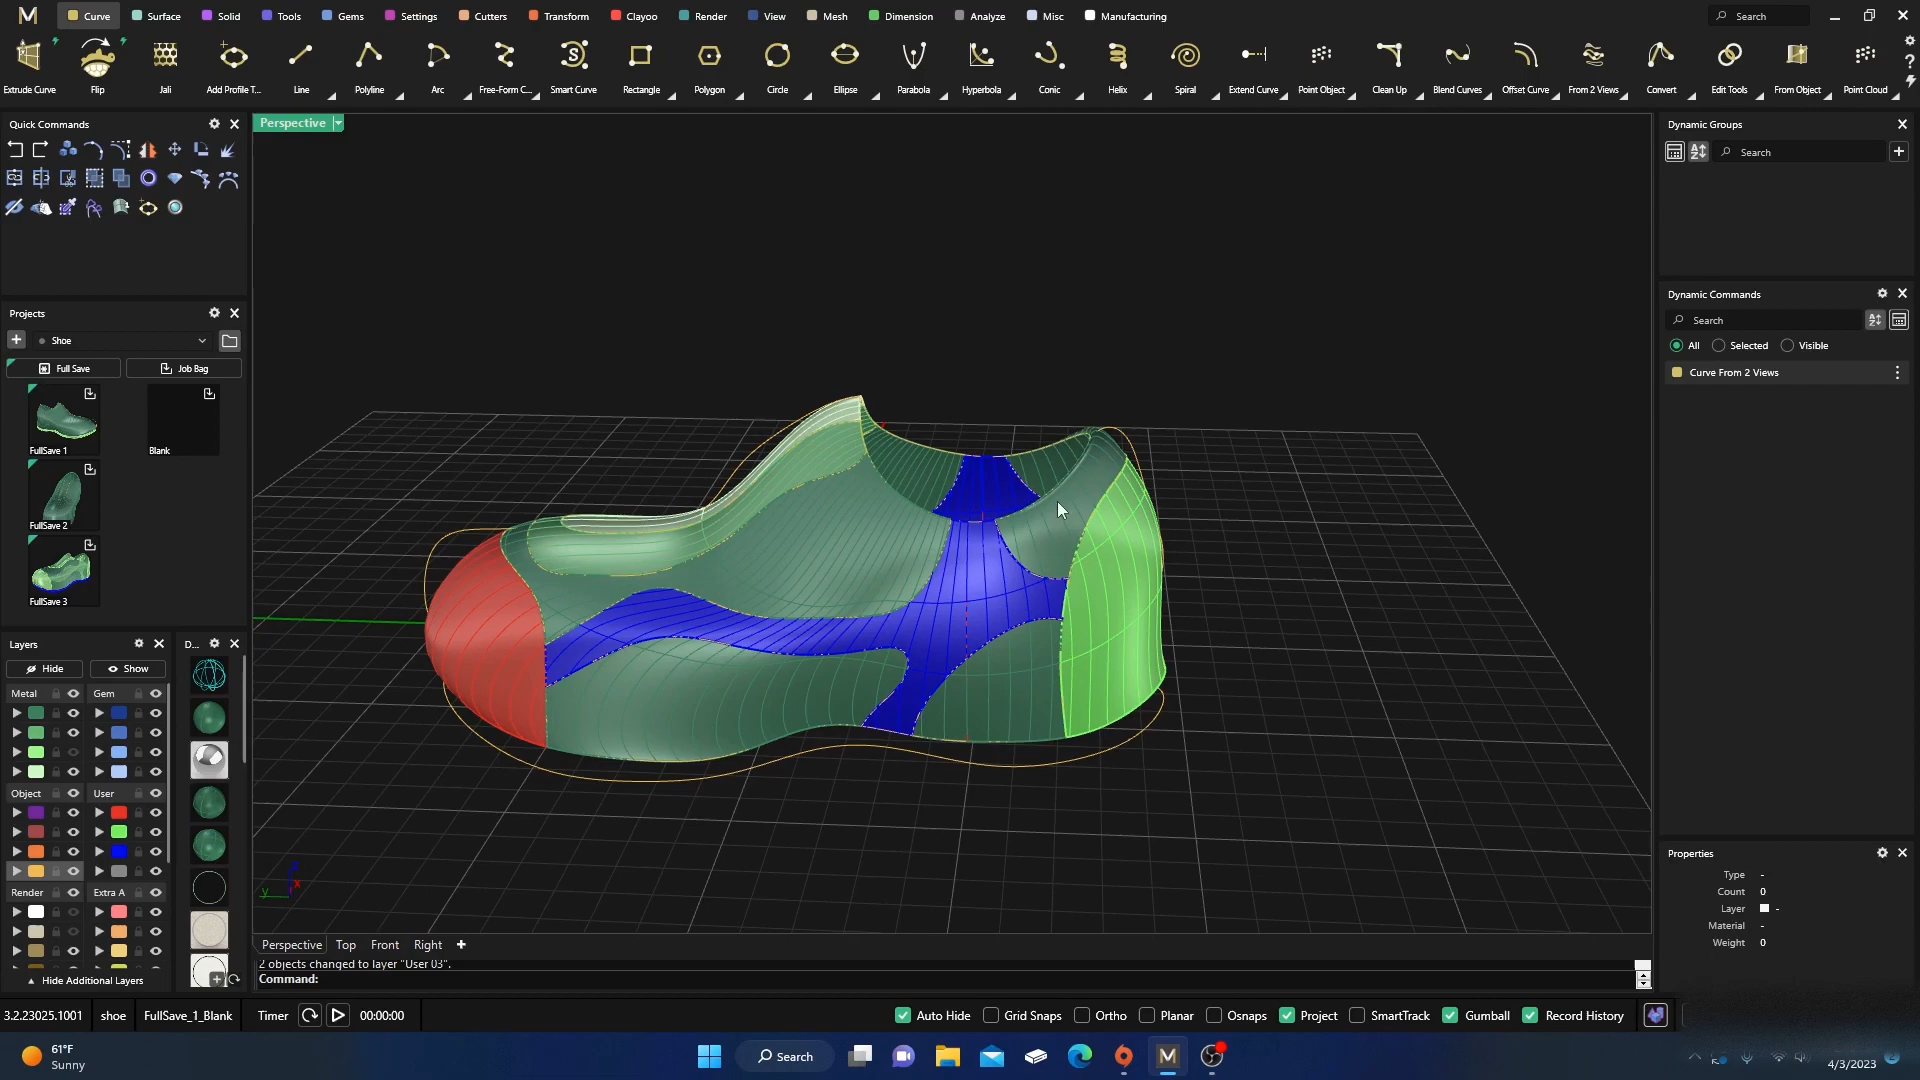 Curve
Surface
Solid
Tools
Gems
Settings
Cutters
Transform
Clayoo
Render
View
Mesh
Dimension
Analyze
Misc
Manufacturing
Search
Extrude Curve
Flip
Jali
Add Profile T...
Line
Polyline
Arc
Free-Form C...
Smart Curve
Rectangle
Polygon
Circle
Ellipse
Parabola
Hyperbola
Conic
Helix
Spiral
Extend Curve
Point Object
Clean Up
Blend Curves
Offset Curve
From 2 Views
Convert
Edit Tools
From Object
Point Cloud
Quick Commands
Projects
Shoe
Full Save
Job Bag
FullSave 1
Blank
FullSave 2
FullSave 3
Layers
D...
Hide
Show
Metal
Gem
Object
User
Render
Extra A
Hide Additional Layers
Perspective
y
x
Perspective
Top
Front
Right
2 objects changed to layer "User 03".
Command:
Dynamic Groups
Search
Dynamic Commands
Search
All
Selected
Visible
Curve From 2 Views
Properties
Type -
Count 0
Layer -
Material -
Weight 0
3.2.23025.1001
shoe
FullSave_1_Blank
Timer
00:00:00
Auto Hide
Grid Snaps
Ortho
Planar
Osnaps
Project
SmartTrack
Gumball
Record History
61°F
Sunny
Search
4/3/2023